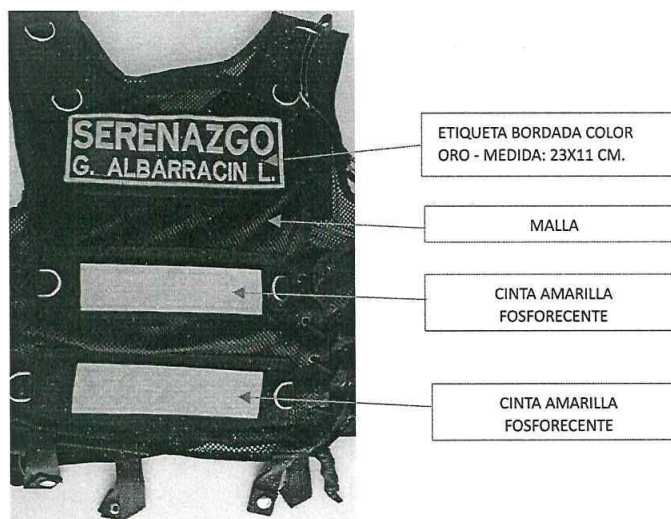 SERENAZGO
G. ALBARRACIN L.
ETIQUETA BORDADA COLOR
ORO - MEDIDA: 23X11 CM.
MALLA
CINTA AMARILLA
FOSFORECENTE
CINTA AMARILLA
FOSFORECENTE